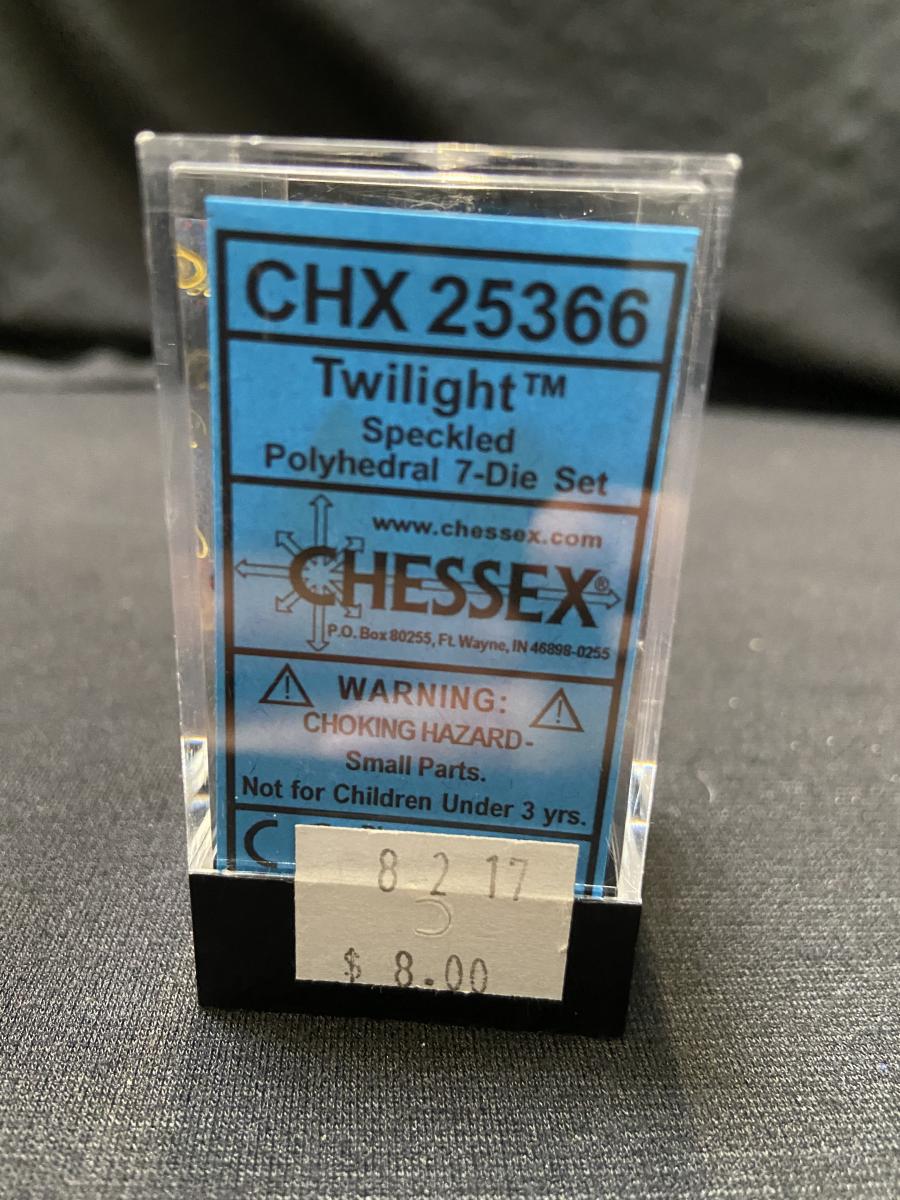 CHX 25366
Twilight™
Speckled
Polyhedral 7-Die Set
www.chessex.com
CHESSEX®
P.O. Box 80255, Ft. Wayne, IN 46898-0255
WARNING:
CHOKING HAZARD-
Small Parts.
Not for Children Under 3 yrs.
8 2 17
$ 8.00